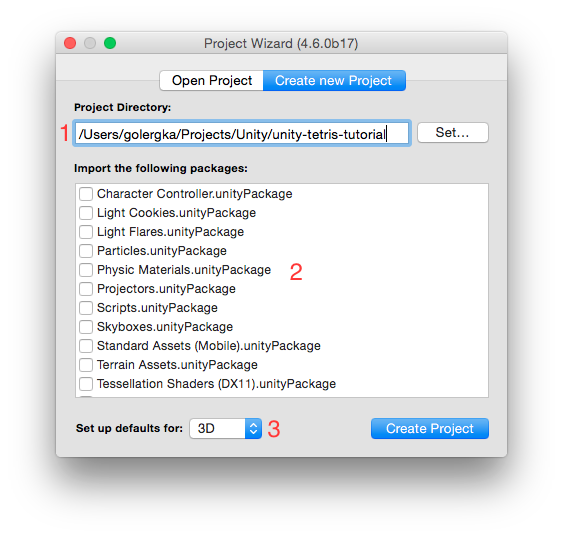 Project Wizard (4.6.0b17)
Open Project Create new Project
Project Directory:
1 /Users/golergka/Projects/Unity/unity-tetris-tutorial Set...
Import the following packages:
Character Controller.unityPackage
Light Cookies.unityPackage
Light Flares.unityPackage
Particles.unityPackage
Physic Materials.unityPackage 2
Projectors.unityPackage
Scripts.unityPackage
Skyboxes.unityPackage
Standard Assets (Mobile).unityPackage
Terrain Assets.unityPackage
Tessellation Shaders (DX11).unityPackage
Set up defaults for: 3D 3 Create Project